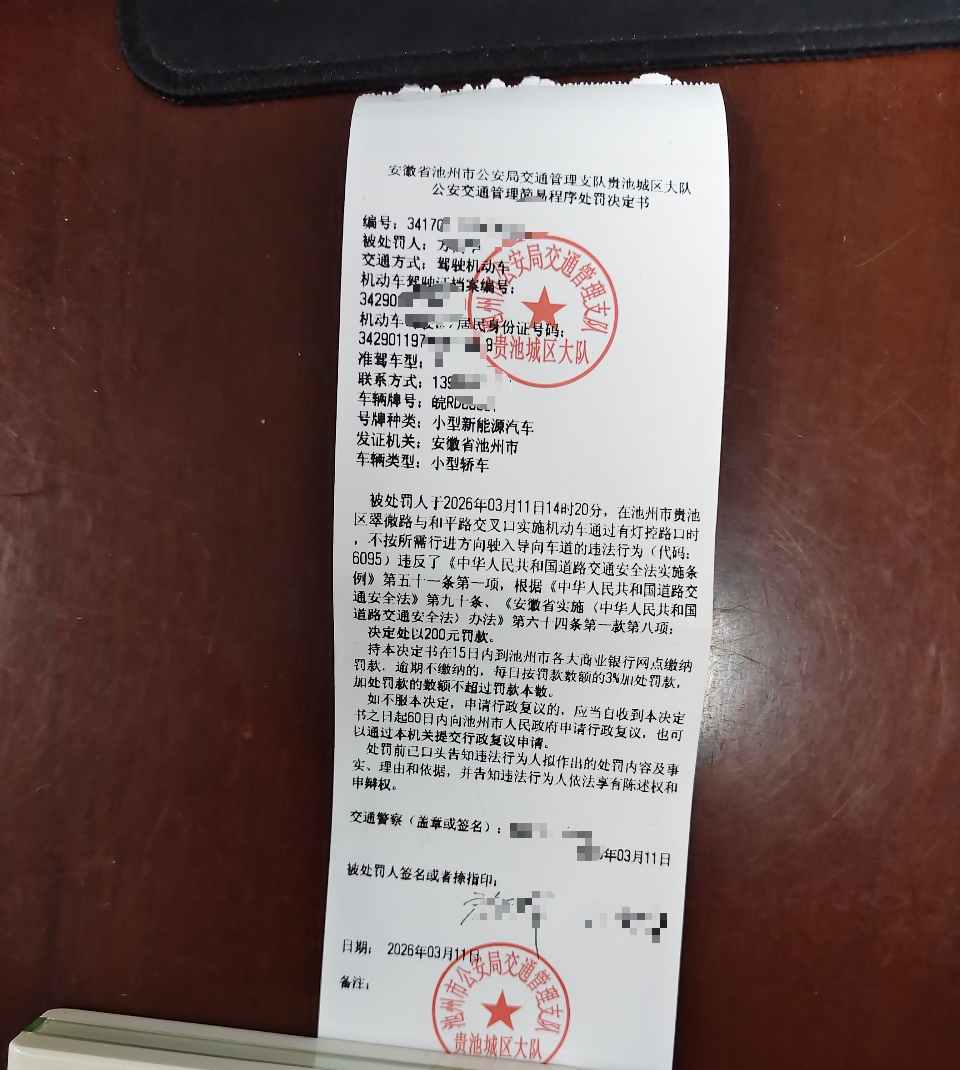 安徽省池州市公安局交通管理支队贵池城区大队
公安交通管理简易程序处罚决定书
编号：34170
被处罚人：方
交通方式：驾驶机动车
机动车驾驶证档案编号：
34290
机动车 居民身份证号码：
342901197 8
准驾车型：
联系方式：139
车辆牌号：皖RD
号牌种类：小型新能源汽车
发证机关：安徽省池州市
车辆类型：小型轿车
池州市公安局交通管理支队
贵池城区大队
被处罚人于2026年03月11日14时20分，在池州市贵池
区翠微路与和平路交叉口实施机动车通过有灯控路口时
，不按所需行进方向驶入导向车道的违法行为（代码：
6095）违反了《中华人民共和国道路交通安全法实施条
例》第五十一条第一项，根据《中华人民共和国道路交
通安全法》第九十条、《安徽省实施〈中华人民共和国
道路交通安全法〉办法》第六十四条第一款第八项；
决定处以200元罚款。
持本决定书在15日内到池州市各大商业银行网点缴纳
罚款。逾期不缴纳的，每日按罚款数额的3%加处罚款，
加处罚款的数额不超过罚款本数。
如不服本决定，申请行政复议的，应当自收到本决定
书之日起60日内向池州市人民政府申请行政复议，也可
以通过本机关提交行政复议申请。
处罚前已口头告知违法行为人拟作出的处罚内容及事
实、理由和依据，并告知违法行为人依法享有陈述权和
申辩权。
交通警察（盖章或签名）：
年03月11日
被处罚人签名或者捺指印：
日期： 2026年03月11日
备注：
池州市公安局交通管理支队
贵池城区大队